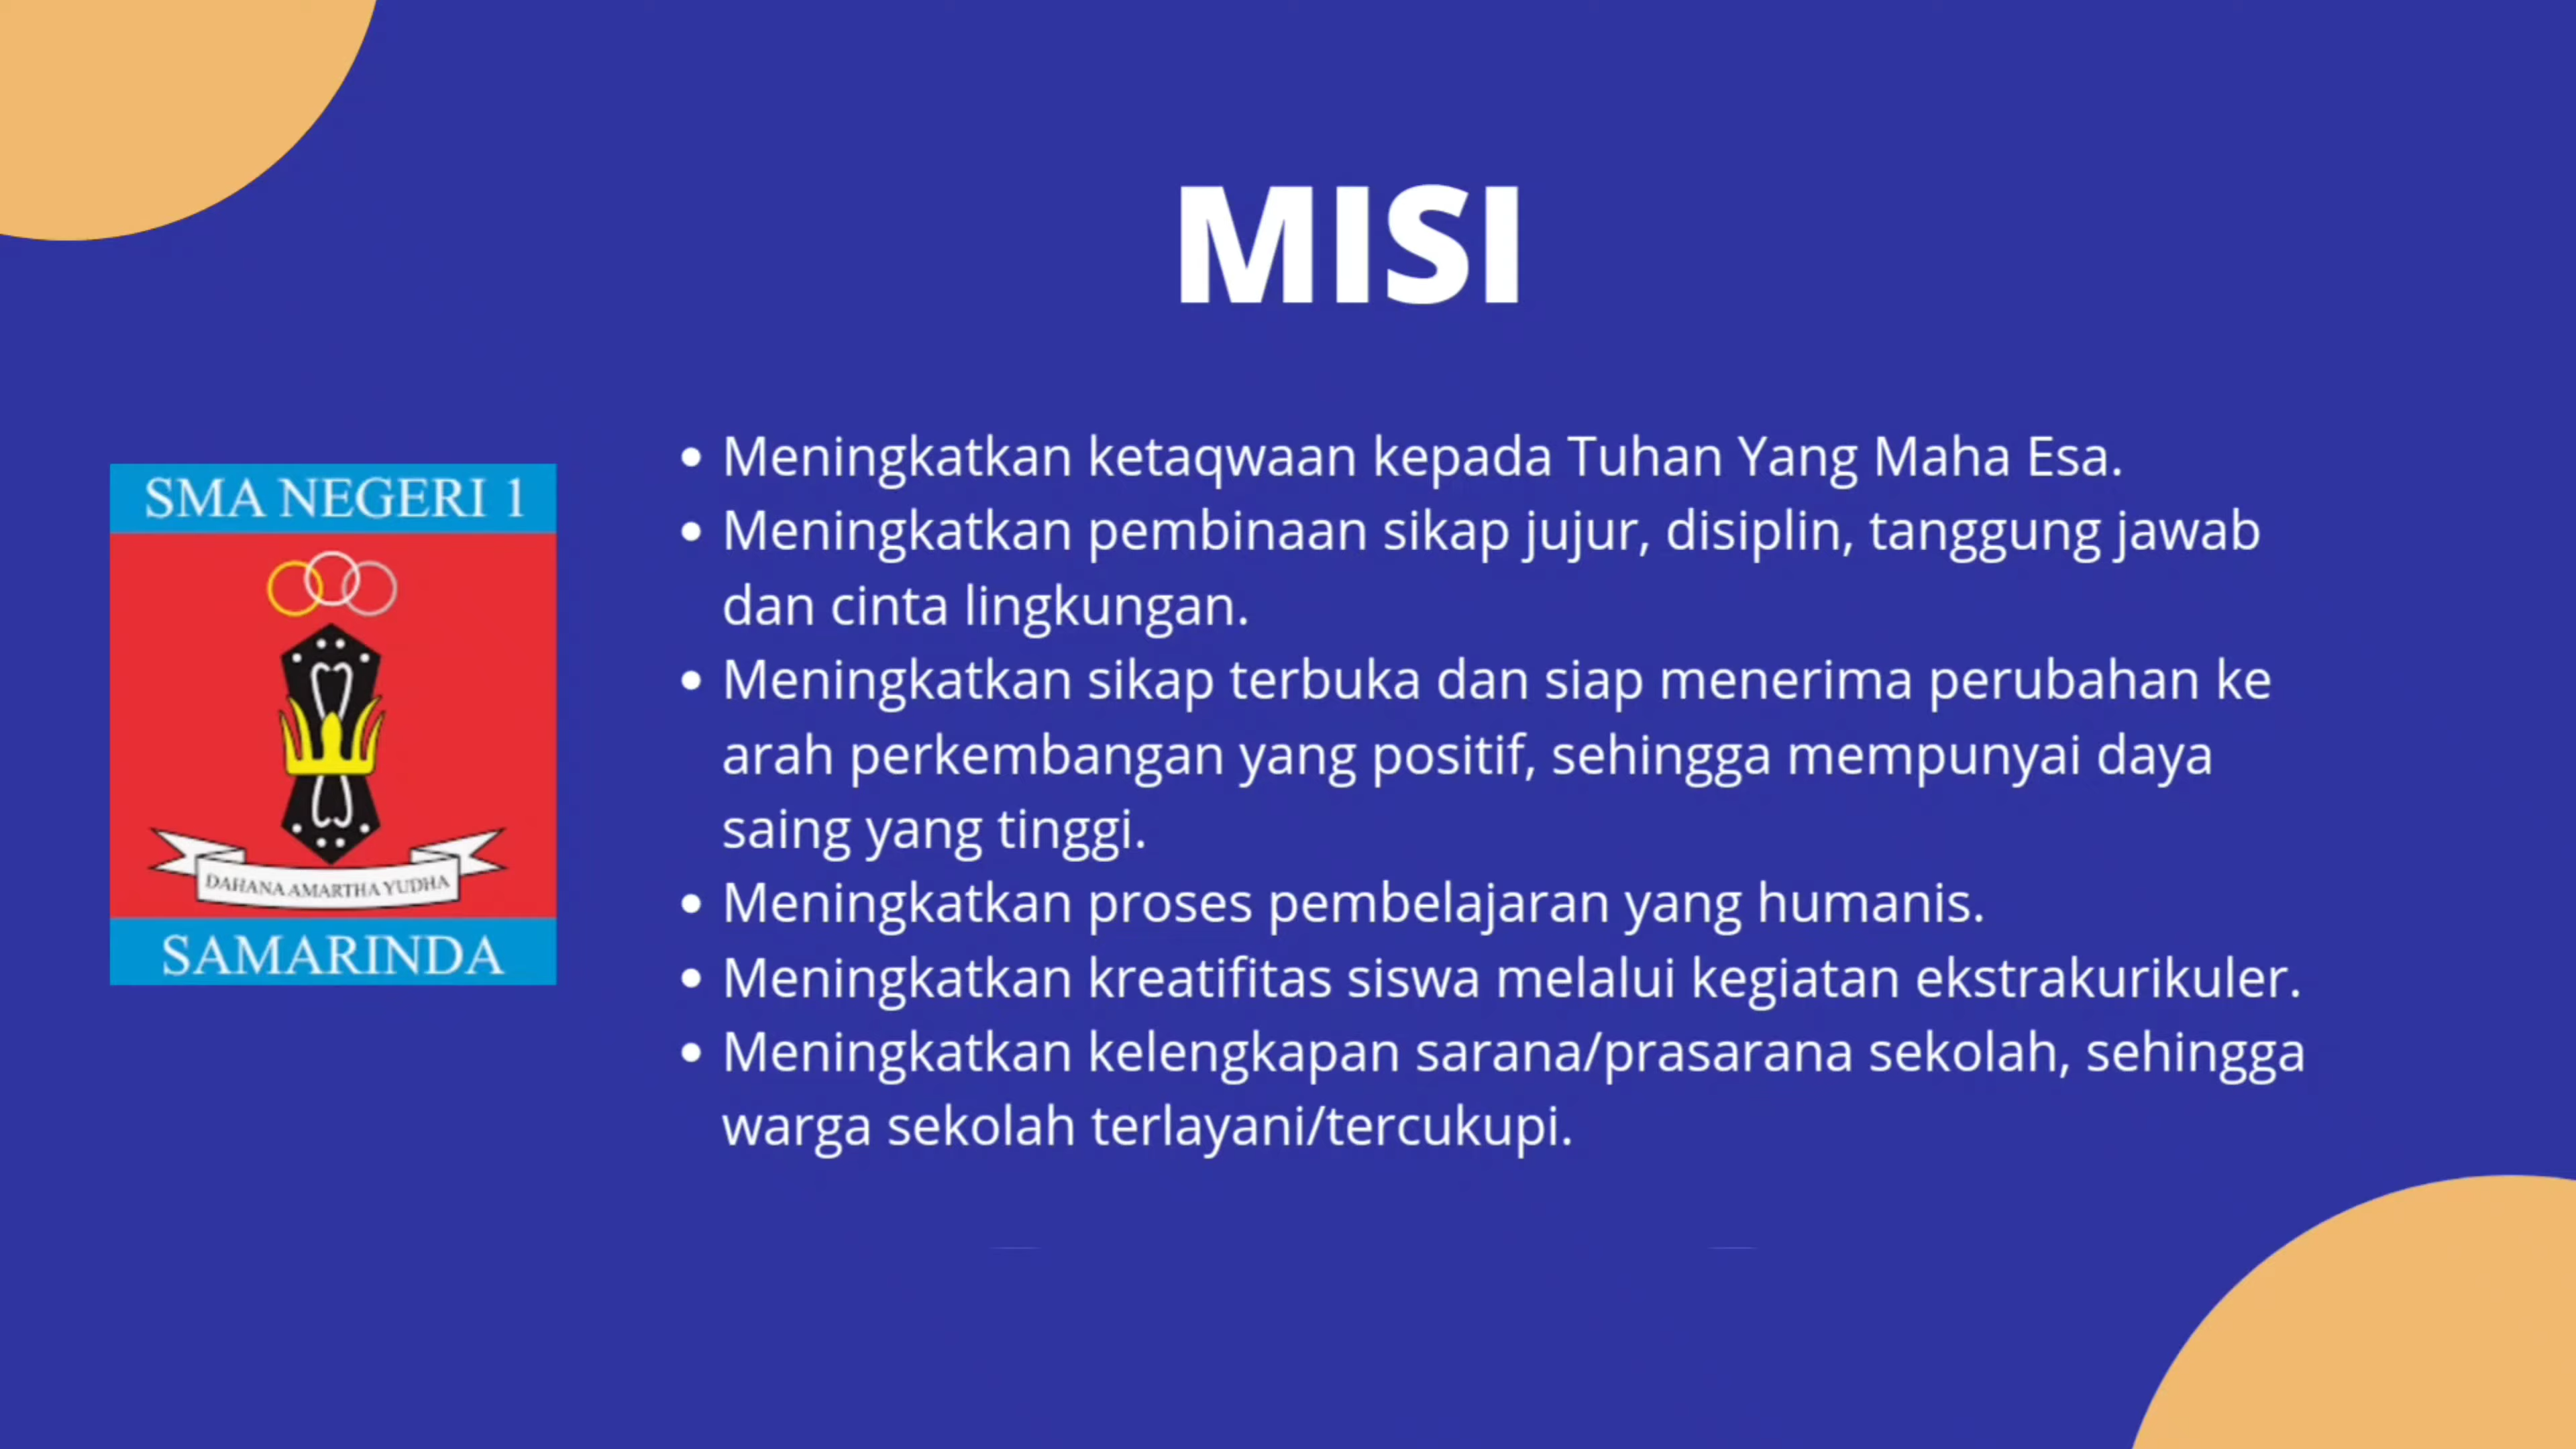 MISI
SMA NEGERI 1
DAHANA AMARTHA YUDHA
SAMARINDA
• Meningkatkan ketaqwaan kepada Tuhan Yang Maha Esa.
• Meningkatkan pembinaan sikap jujur, disiplin, tanggung jawab
dan cinta lingkungan.
• Meningkatkan sikap terbuka dan siap menerima perubahan ke
arah perkembangan yang positif, sehingga mempunyai daya
saing yang tinggi.
• Meningkatkan proses pembelajaran yang humanis.
• Meningkatkan kreatifitas siswa melalui kegiatan ekstrakurikuler.
• Meningkatkan kelengkapan sarana/prasarana sekolah, sehingga
warga sekolah terlayani/tercukupi.